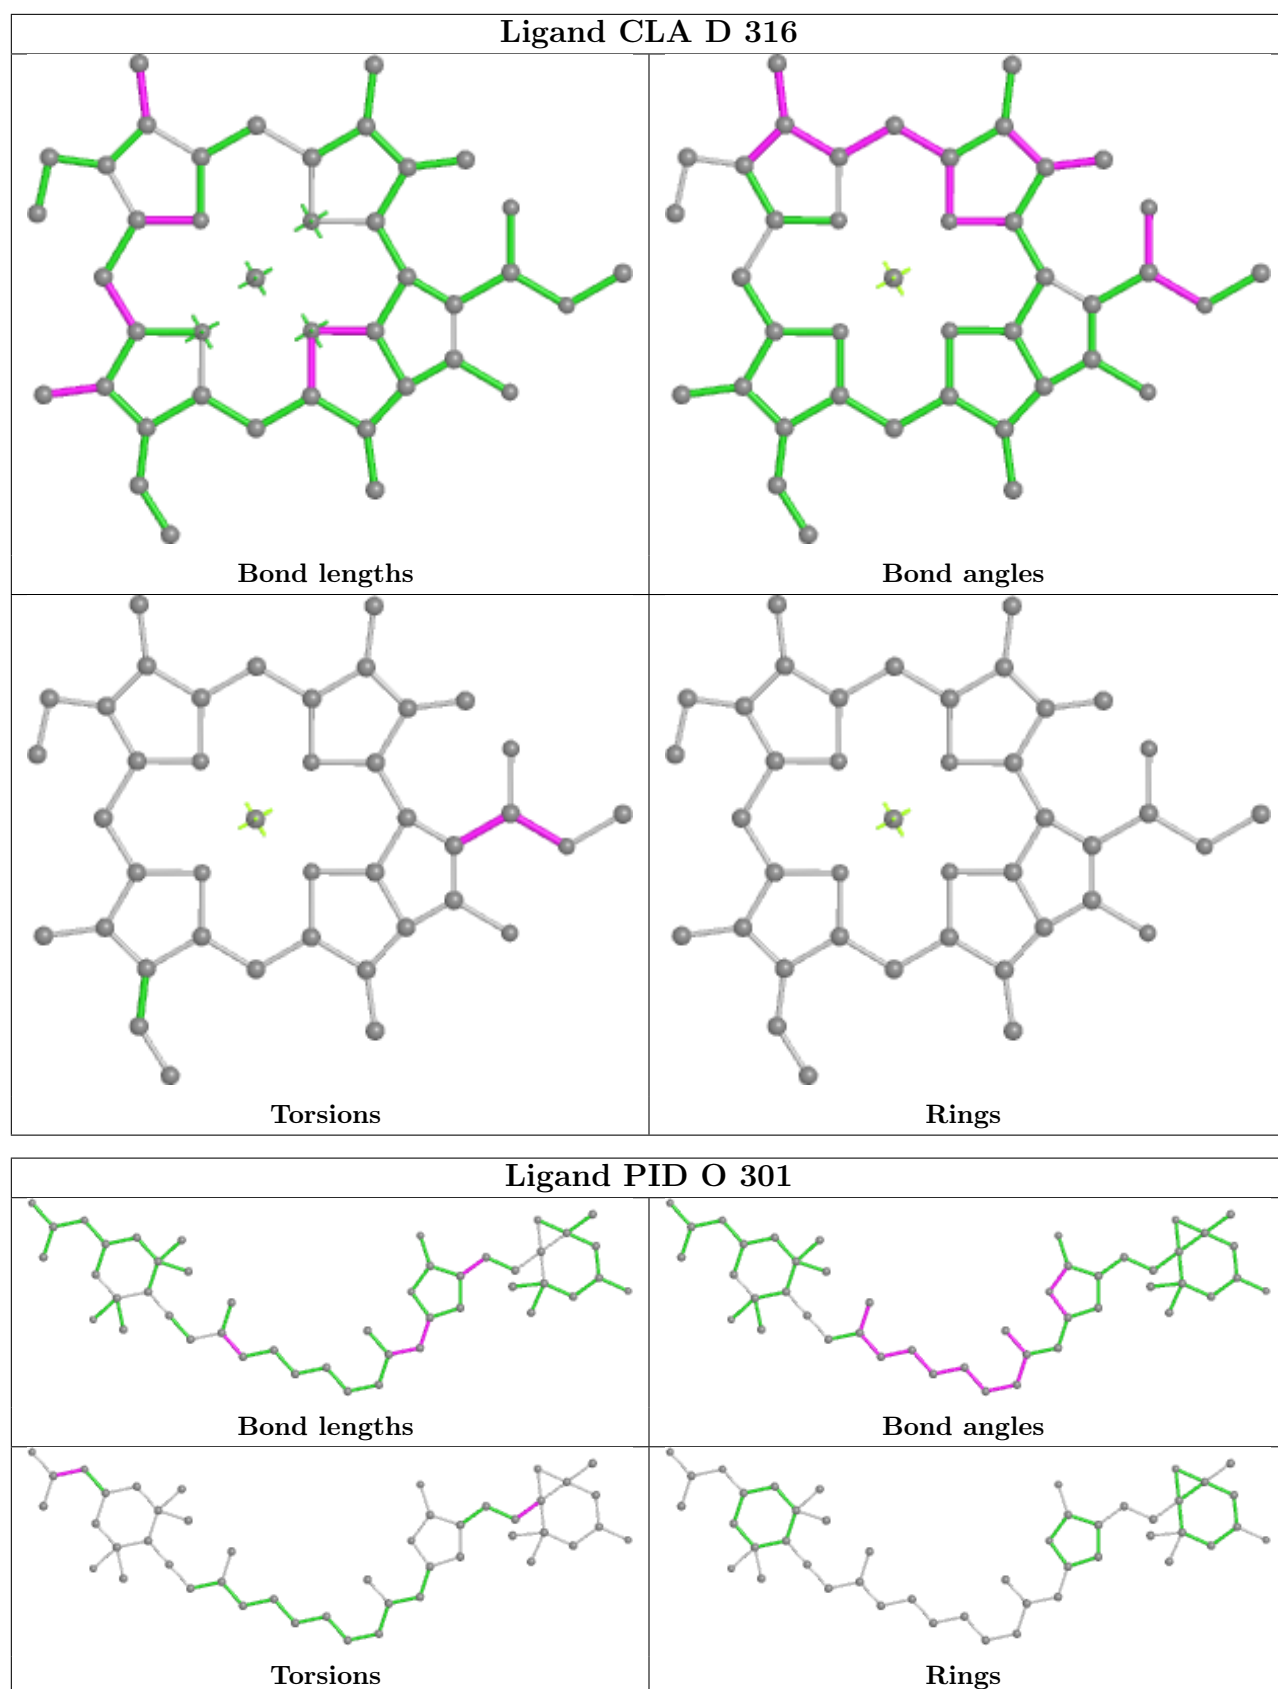 Ligand CLA D 316
Bond lengths
Bond angles
Torsions
Rings
Ligand PID O 301
Bond lengths
Bond angles
Torsions
Rings